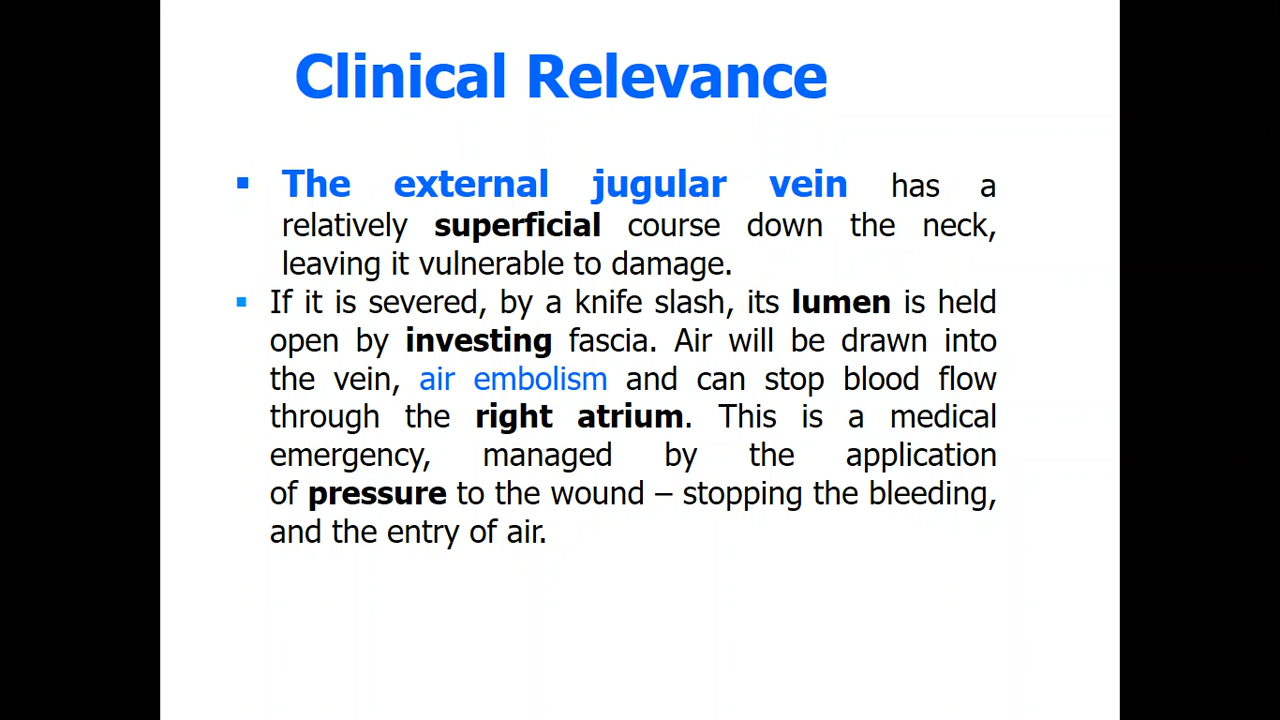 Clinical Relevance
▪ The external jugular vein has a
relatively superficial course down the neck,
leaving it vulnerable to damage.
▪ If it is severed, by a knife slash, its lumen is held
open by investing fascia. Air will be drawn into
the vein, air embolism and can stop blood flow
through the right atrium. This is a medical
emergency, managed by the application
of pressure to the wound – stopping the bleeding,
and the entry of air.